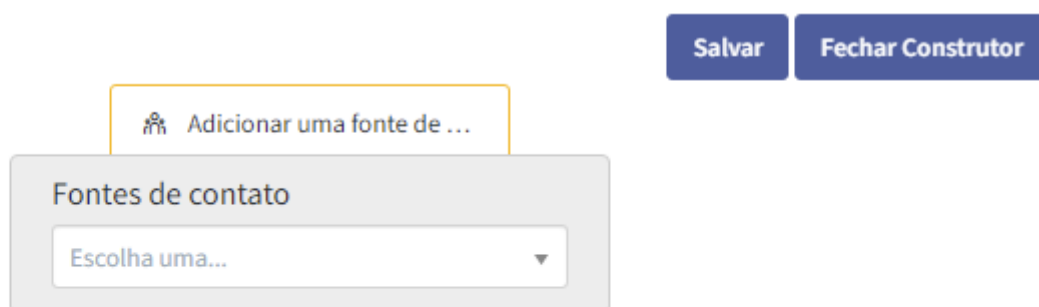 Salvar Fechar Construtor
Adicionar uma fonte de ...
Fontes de contato
Escolha uma...